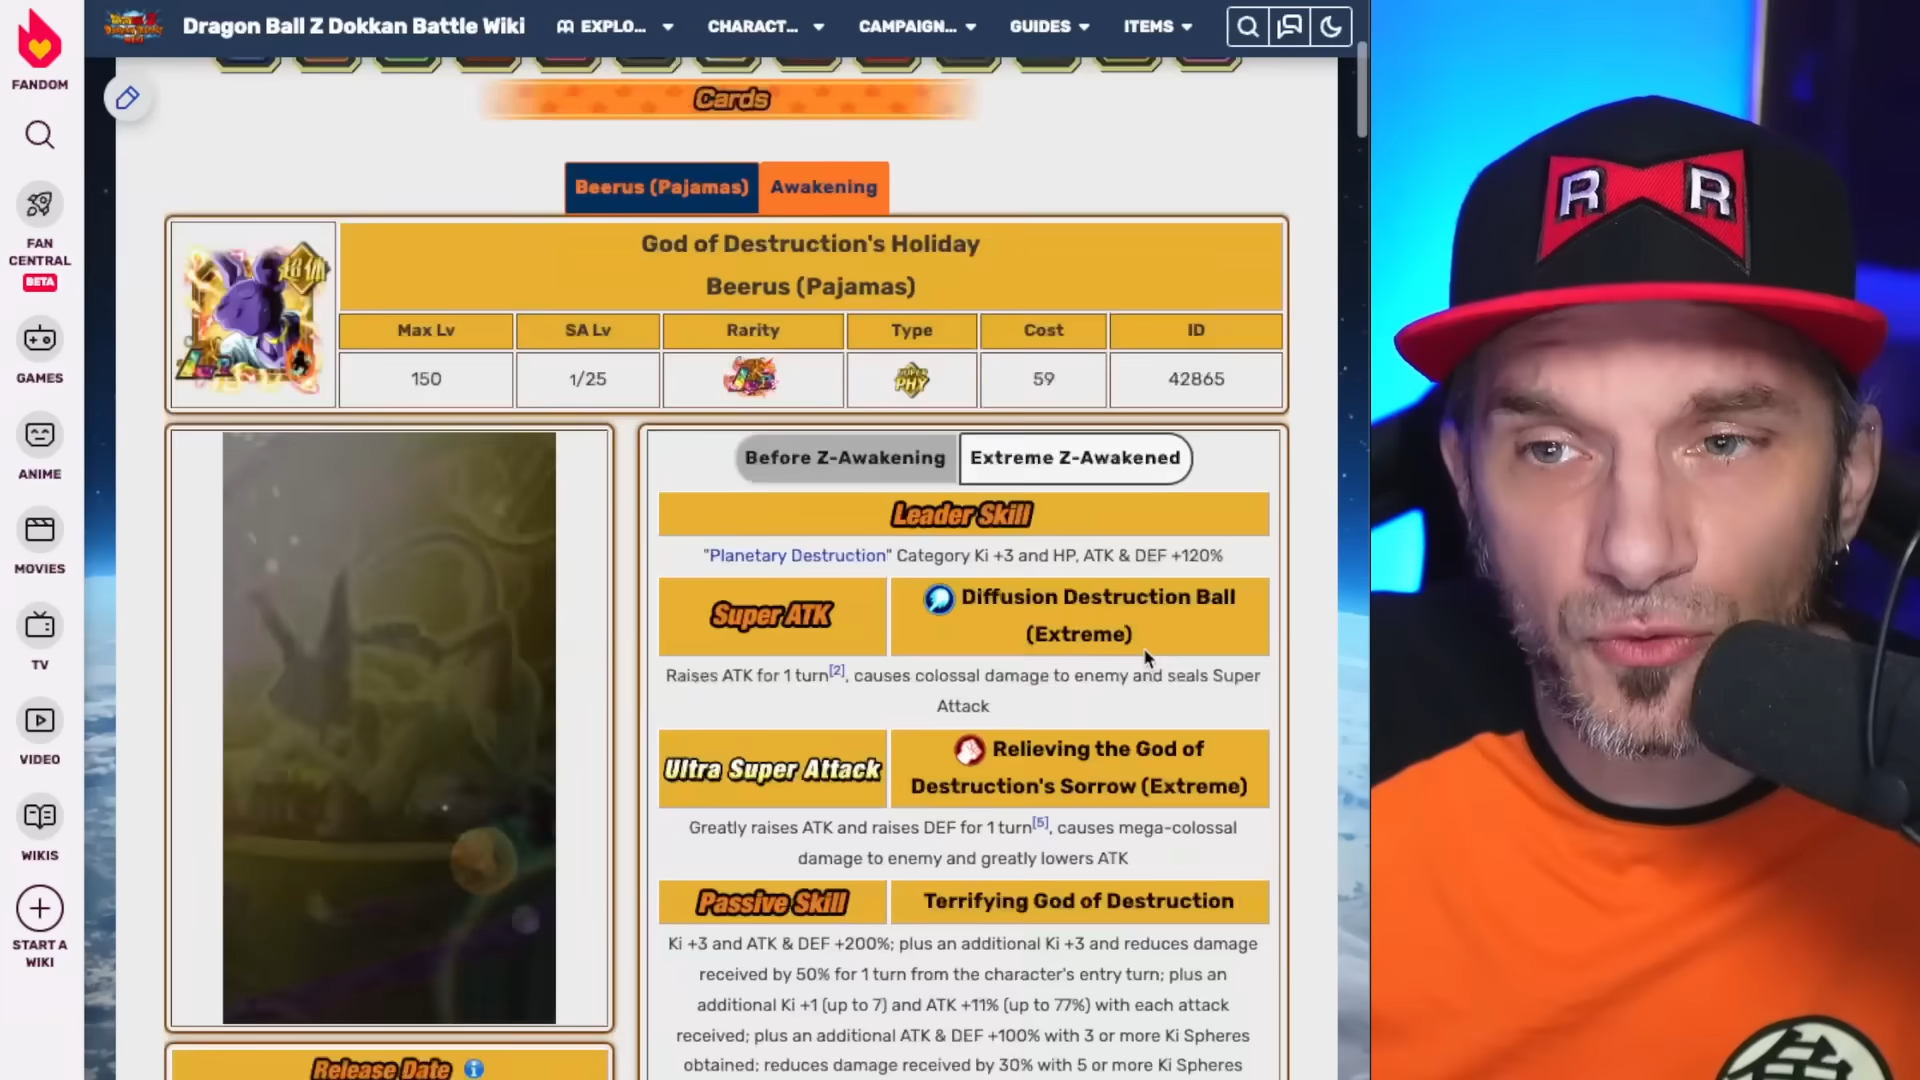 FANDOM
FAN
CENTRAL
BETA
GAMES
ANIME
MOVIES
TV
VIDEO
WIKIS
START A
WIKI
Dragon Ball Z Dokkan Battle Wiki
EXPLO...
CHARACT...
CAMPAIGN...
GUIDES
ITEMS
Cards
Beerus (Pajamas)
Awakening
God of Destruction's Holiday
Beerus (Pajamas)
Max Lv
SA Lv
Rarity
Type
Cost
ID
150
1/25
LR
SUPER
PHY
59
42865
超体
Before Z-Awakening
Extreme Z-Awakened
Leader Skill
"Planetary Destruction" Category Ki +3 and HP, ATK & DEF +120%
Super ATK
Diffusion Destruction Ball
(Extreme)
Raises ATK for 1 turn[2], causes colossal damage to enemy and seals Super
Attack
Ultra Super Attack
Relieving the God of
Destruction's Sorrow (Extreme)
Greatly raises ATK and raises DEF for 1 turn[5], causes mega-colossal
damage to enemy and greatly lowers ATK
Passive Skill
Terrifying God of Destruction
Ki +3 and ATK & DEF +200%; plus an additional Ki +3 and reduces damage
received by 50% for 1 turn from the character's entry turn; plus an
additional Ki +1 (up to 7) and ATK +11% (up to 77%) with each attack
received; plus an additional ATK & DEF +100% with 3 or more Ki Spheres
obtained; reduces damage received by 30% with 5 or more Ki Spheres
Release Date
R R
亀